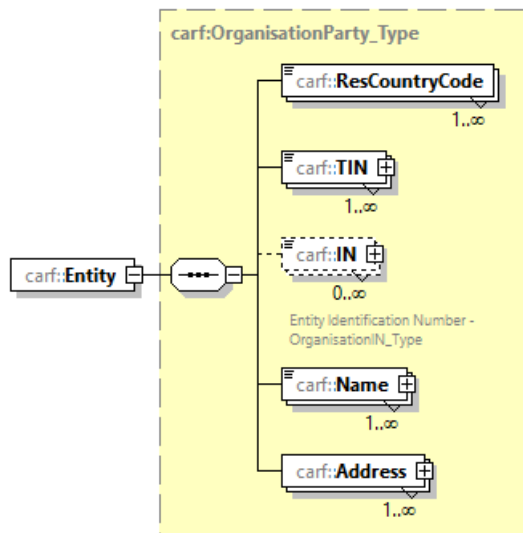 carf:OrganisationParty_Type
carf::ResCountryCode
1..∞
carf::TIN
1..∞
carf::IN
0..∞
Entity Identification Number -
OrganisationIN_Type
carf::Entity
carf::Name
1..∞
carf::Address
1..∞